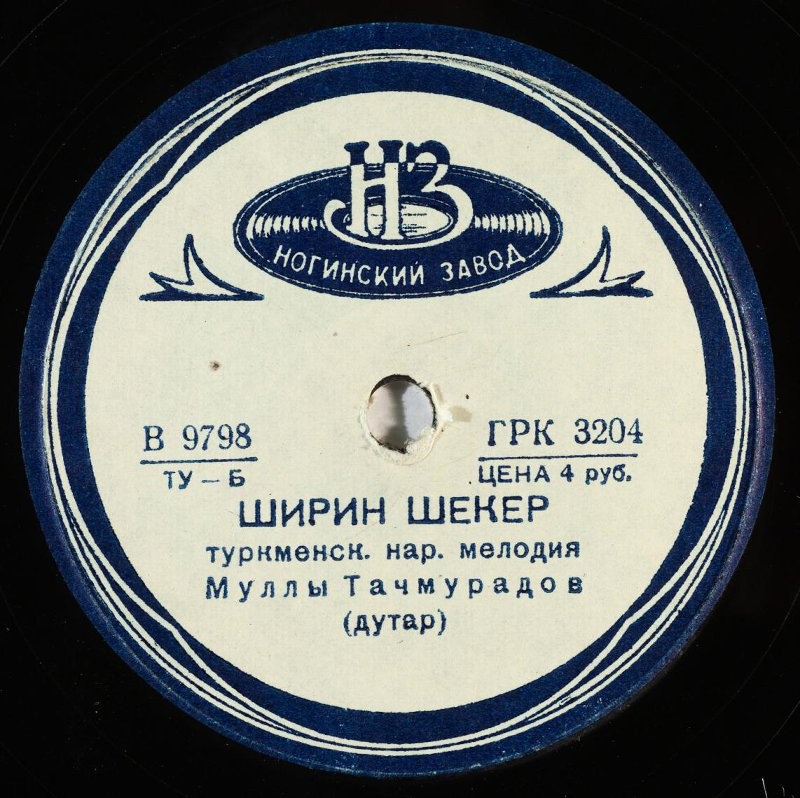 НЗ
НОГИНСКИЙ ЗАВОД
В 9798 ГРК 3204
ТУ – Б ЦЕНА 4 руб.
ШИРИН ШЕКЕР
туркменск. нар. мелодия
Муллы Тачмурадов
(дутар)